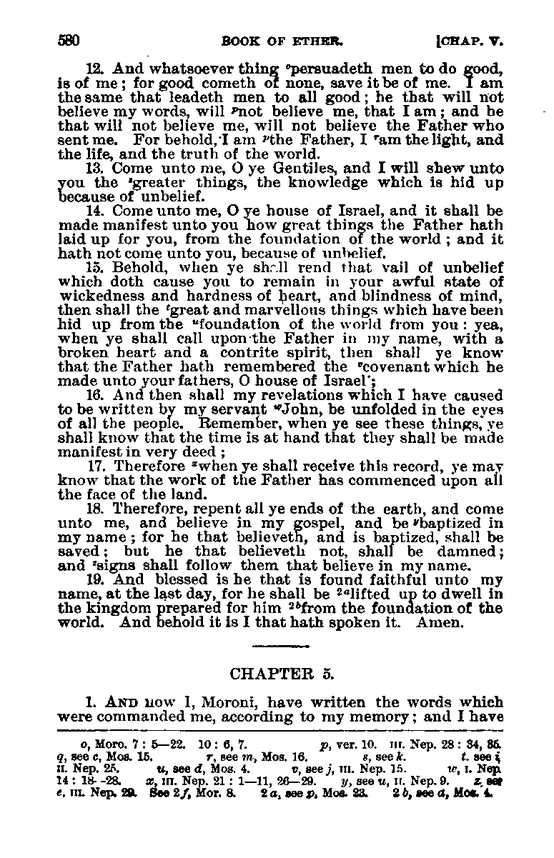 580 BOOK OF ETHER. [CHAP. V.
12. And whatsoever thing ᵒpersuadeth men to do good,
is of me; for good cometh of none, save it be of me. I am
the same that leadeth men to all good; he that will not
believe my words, will ᵖnot believe me, that I am; and he
that will not believe me, will not believe the Father who
sent me. For behold, I am ᵠthe Father, I ʳam the light, and
the life, and the truth of the world.
13. Come unto me, O ye Gentiles, and I will shew unto
you the ˢgreater things, the knowledge which is hid up
because of unbelief.
14. Come unto me, O ye house of Israel, and it shall be
made manifest unto you how great things the Father hath
laid up for you, from the foundation of the world; and it
hath not come unto you, because of unbelief.
15. Behold, when ye shall rend that vail of unbelief
which doth cause you to remain in your awful state of
wickedness and hardness of heart, and blindness of mind,
then shall the ᵗgreat and marvellous things which have been
hid up from the ᵘfoundation of the world from you: yea,
when ye shall call upon the Father in my name, with a
broken heart and a contrite spirit, then shall ye know
that the Father hath remembered the ᵛcovenant which he
made unto your fathers, O house of Israel;
16. And then shall my revelations which I have caused
to be written by my servant ʷJohn, be unfolded in the eyes
of all the people. Remember, when ye see these things, ye
shall know that the time is at hand that they shall be made
manifest in very deed;
17. Therefore ˣwhen ye shall receive this record, ye may
know that the work of the Father has commenced upon all
the face of the land.
18. Therefore, repent all ye ends of the earth, and come
unto me, and believe in my gospel, and be ʸbaptized in
my name; for he that believeth, and is baptized, shall be
saved; but he that believeth not, shall be damned;
and ᶻsigns shall follow them that believe in my name.
19. And blessed is he that is found faithful unto my
name, at the last day, for he shall be ²ᵃlifted up to dwell in
the kingdom prepared for him ²ᵇfrom the foundation of the
world. And behold it is I that hath spoken it. Amen.
CHAPTER 5.
1. AND now I, Moroni, have written the words which
were commanded me, according to my memory; and I have
o, Moro. 7: 5—22. 10: 6, 7. p, ver. 10. III. Nep. 28: 34, 35.
q, see c, Mos. 15. r, see m, Mos. 16. s, see k. t. see i,
II. Nep. 25. u, see d, Mos. 4. v, see j, III. Nep. 15. w, I. Nep.
14: 18—28. x, III. Nep. 21: 1—11, 26—29. y, see u, II. Nep. 9. z, see
e, III. Nep. 29. See 2f, Mor. 8. 2 a, see p, Mos. 23. 2 b, see d, Mos. 4.